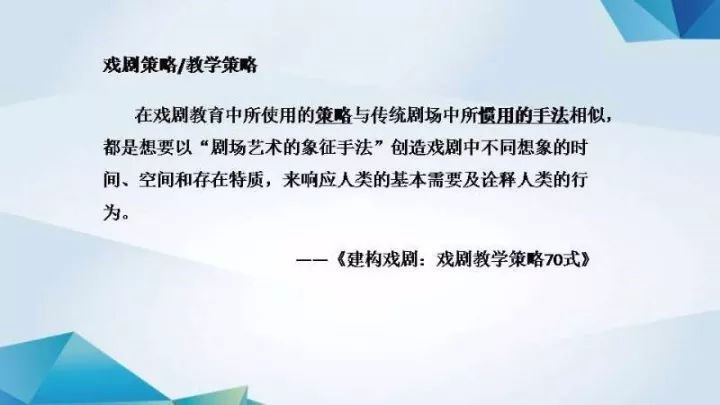 戏剧策略/教学策略
在戏剧教育中所使用的策略与传统剧场中所惯用的手法相似，
都是想要以“剧场艺术的象征手法”创造戏剧中不同想象的时
间、空间和存在特质，来响应人类的基本需要及诠释人类的行
为。
——《建构戏剧：戏剧教学策略70式》